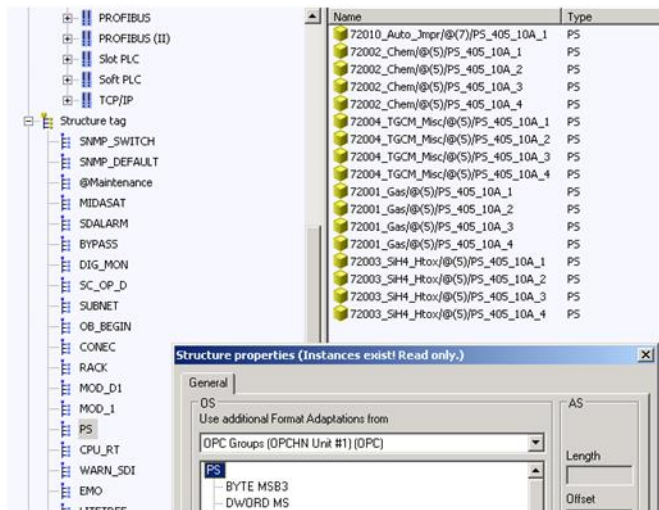 PROFIBUS
PROFIBUS (II)
Slot PLC
Soft PLC
TCP/IP
Structure tag
SNMP_SWITCH
SNMP_DEFAULT
@Maintenance
MIDASAT
SDALARM
BYPASS
DIG_MON
SC_OP_D
SUBNET
OB_BEGIN
CONEC
RACK
MOD_D1
MOD_1
PS
CPU_RT
WARN_SDI
EMO
Name Type
72010_Auto_Jmpr/@(7)/PS_405_10A_1 PS
72002_Chem/@(5)/PS_405_10A_1 PS
72002_Chem/@(5)/PS_405_10A_2 PS
72002_Chem/@(5)/PS_405_10A_3 PS
72002_Chem/@(5)/PS_405_10A_4 PS
72004_TGCM_Misc/@(5)/PS_405_10A_1 PS
72004_TGCM_Misc/@(5)/PS_405_10A_2 PS
72004_TGCM_Misc/@(5)/PS_405_10A_3 PS
72004_TGCM_Misc/@(5)/PS_405_10A_4 PS
72001_Gas/@(5)/PS_405_10A_1 PS
72001_Gas/@(5)/PS_405_10A_2 PS
72001_Gas/@(5)/PS_405_10A_3 PS
72001_Gas/@(5)/PS_405_10A_4 PS
72003_SiH4_Htox/@(5)/PS_405_10A_1 PS
72003_SiH4_Htox/@(5)/PS_405_10A_2 PS
72003_SiH4_Htox/@(5)/PS_405_10A_3 PS
72003_SiH4_Htox/@(5)/PS_405_10A_4 PS
Structure properties (Instances exist! Read only.)
General
OS
Use additional Format Adaptations from
OPC Groups (OPCHN Unit #1) (OPC)
PS
BYTE MSB3
DWORD MS
AS
Length
Offset